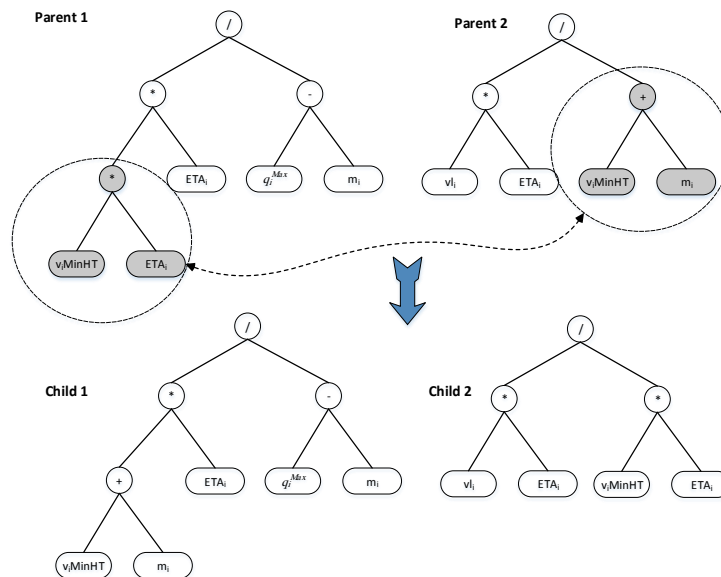 Parent 1
/
*
-
*
ETAᵢ
qᵢᴹᵃˣ
mᵢ
vᵢMinHT
ETAᵢ
Parent 2
/
*
+
vlᵢ
ETAᵢ
vᵢMinHT
mᵢ
Child 1
/
*
-
+
ETAᵢ
qᵢᴹᵃˣ
mᵢ
vᵢMinHT
mᵢ
Child 2
/
*
*
vlᵢ
ETAᵢ
vᵢMinHT
ETAᵢ